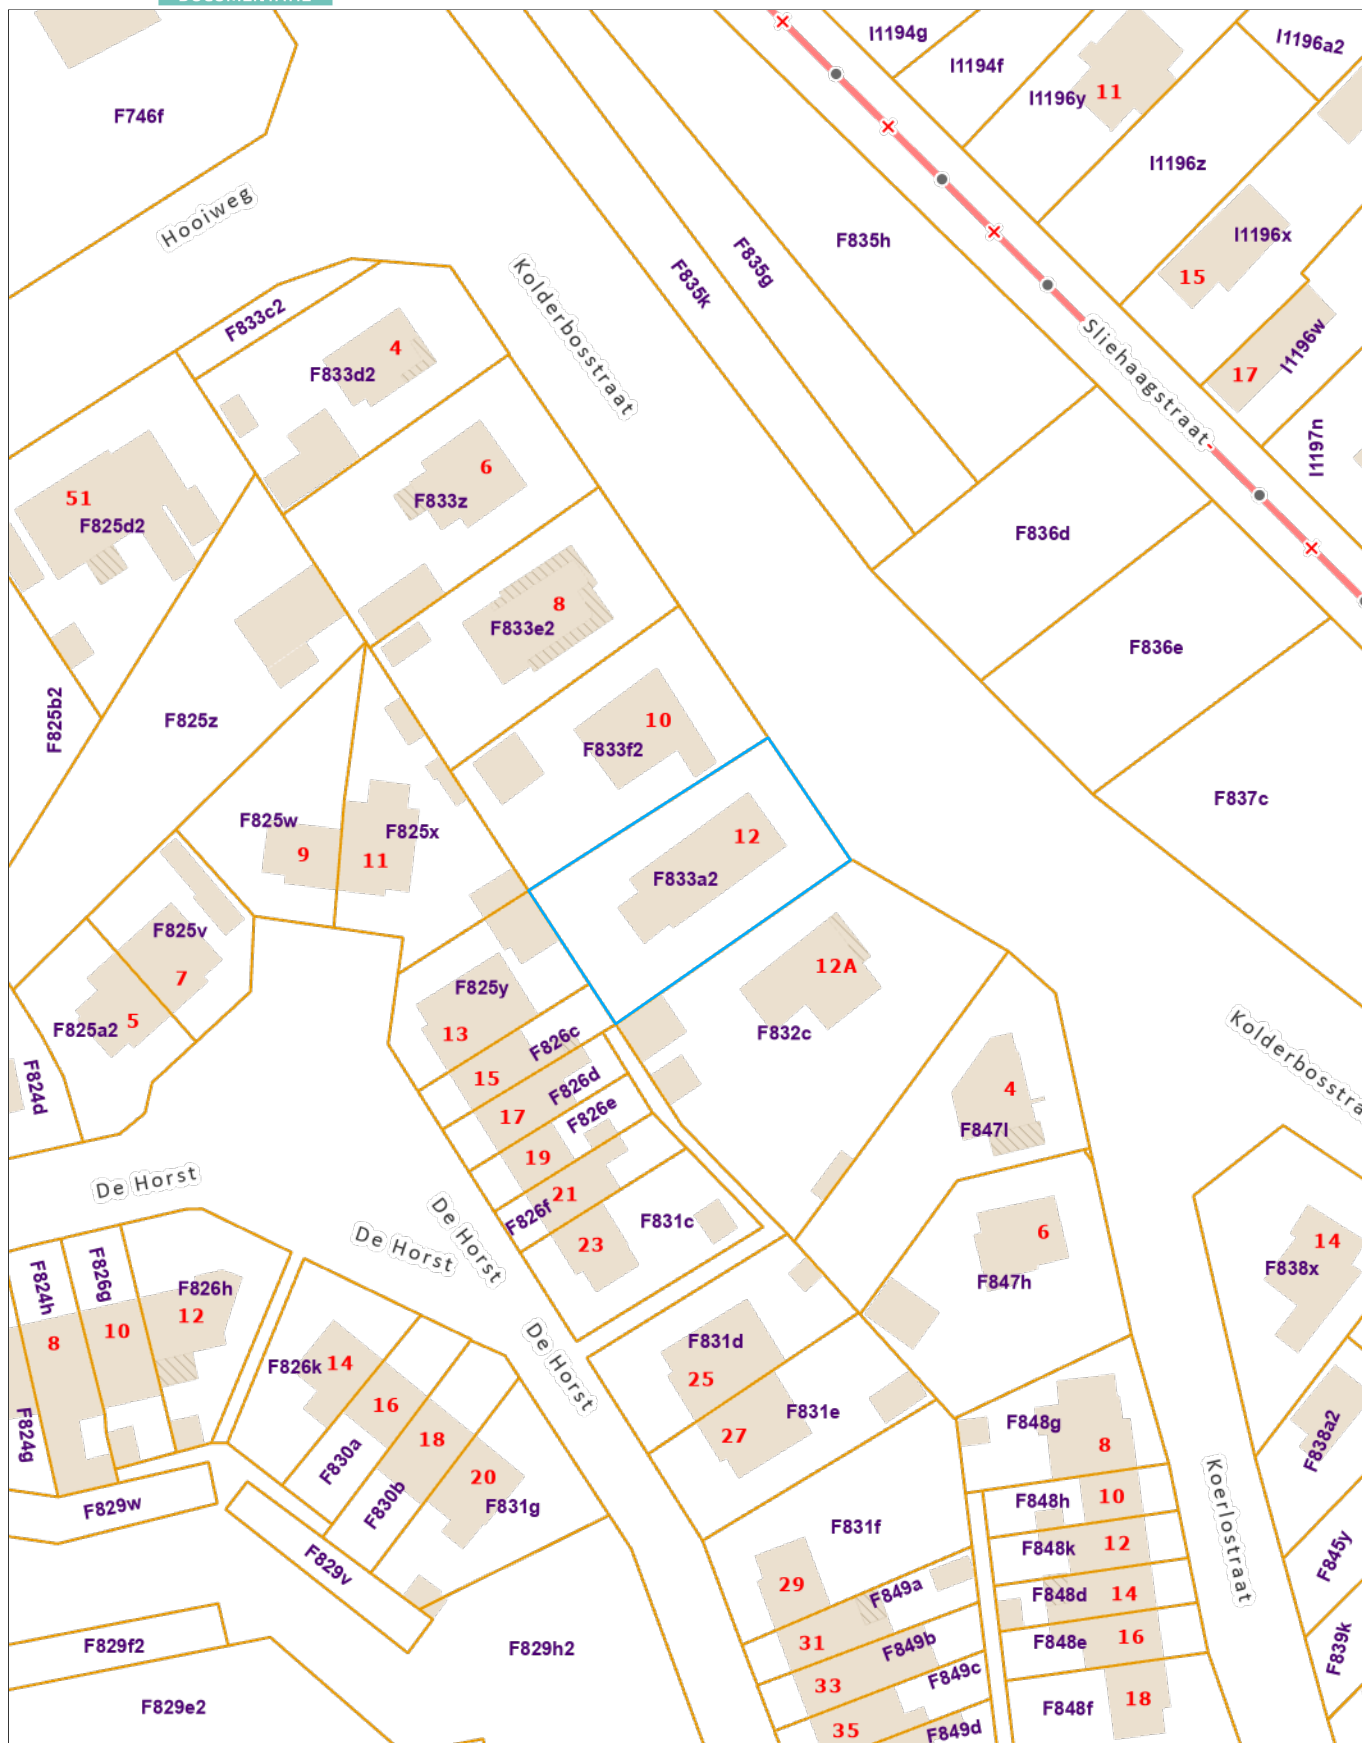 I1194g
I1196a2
I1194f
I1196y
11
F746f
I1196z
Hooiweg
I1196x
F835h
F835g
F835k
15
F833c2
Kolderbosstraat
Sliehaagstraat
I1196w
4
F833d2
17
I1197n
6
F833z
51
F825d2
F836d
8
F833e2
F836e
F825b2
F825z
10
F833f2
F837c
F825w
F825x
9
11
12
F833a2
F825v
7
12A
F825y
F825a2
5
13
F832c
F826c
Kolderbosstra
F824d
15
F826d
4
17
F826e
F847l
19
De Horst
21
F826f
De Horst
De Horst
F831c
23
6
14
F838x
F847h
F824h
F826g
F826h
12
10
8
De Horst
F831d
F826k
14
25
16
F831e
F848g
18
27
8
F838a2
F824g
F830a
20
F830b
F831g
F829w
10
F848h
Koerlostraat
F831f
12
F848k
F845y
F829v
29
F849a
F848d
14
F829f2
31
F849b
F829h2
F848e
16
F839k
F849c
33
F829e2
18
F848f
35
F849d